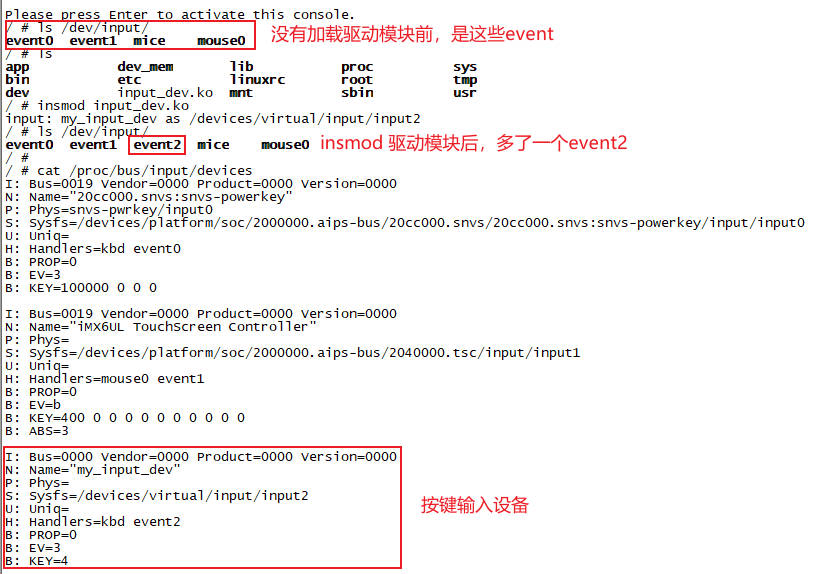 Please press Enter to activate this console.
/ # ls /dev/input/
event0 event1 mice mouse0
没有加载驱动模块前，是这些event
/ # ls
app dev_mem lib proc sys
bin etc linuxrc root tmp
dev input_dev.ko mnt sbin usr
/ # insmod input_dev.ko
input: my_input_dev as /devices/virtual/input/input2
/ # ls /dev/input/
event0 event1 event2 mice mouse0
insmod 驱动模块后，多了一个event2
/ #
/ # cat /proc/bus/input/devices
I: Bus=0019 Vendor=0000 Product=0000 Version=0000
N: Name="20cc000.snvs:snvs-powerkey"
P: Phys=snvs-pwrkey/input0
S: Sysfs=/devices/platform/soc/2000000.aips-bus/20cc000.snvs/20cc000.snvs:snvs-powerkey/input/input0
U: Uniq=
H: Handlers=kbd event0
B: PROP=0
B: EV=3
B: KEY=100000 0 0 0
I: Bus=0019 Vendor=0000 Product=0000 Version=0000
N: Name="iMX6UL TouchScreen Controller"
P: Phys=
S: Sysfs=/devices/platform/soc/2000000.aips-bus/2040000.tsc/input/input1
U: Uniq=
H: Handlers=mouse0 event1
B: PROP=0
B: EV=b
B: KEY=400 0 0 0 0 0 0 0 0 0 0
B: ABS=3
I: Bus=0000 Vendor=0000 Product=0000 Version=0000
N: Name="my_input_dev"
P: Phys=
S: Sysfs=/devices/virtual/input/input2
U: Uniq=
H: Handlers=kbd event2
B: PROP=0
B: EV=3
B: KEY=4
按键输入设备